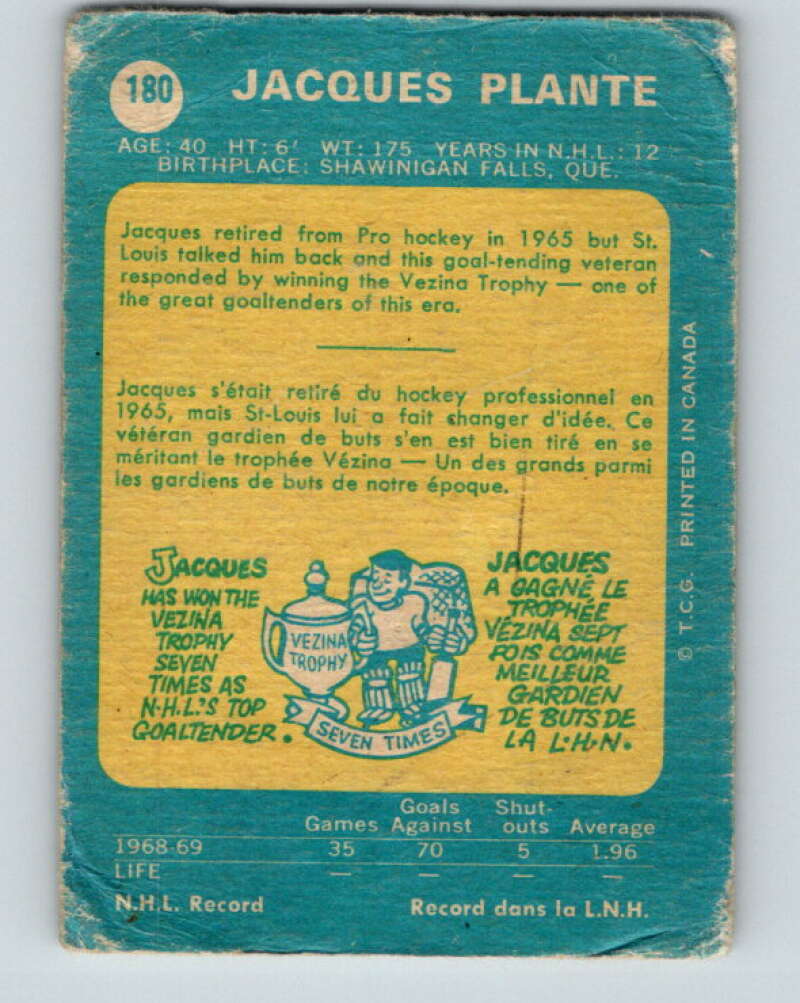 180 JACQUES PLANTE
AGE: 40 HT: 6' WT: 175 YEARS IN N.H.L.: 12
BIRTHPLACE: SHAWINIGAN FALLS, QUE.
Jacques retired from Pro hockey in 1965 but St.
Louis talked him back and this goal-tending veteran
responded by winning the Vezina Trophy — one of
the great goaltenders of this era.
Jacques s'était retiré du hockey professionnel en
1965, mais St-Louis lui a fait changer d'idée. Ce
vétéran gardien de buts s'en est bien tiré en se
méritant le trophée Vézina — Un des grands parmi
les gardiens de buts de notre époque.
JACQUES
HAS WON THE
VEZINA
TROPHY
SEVEN
TIMES AS
N.H.L.'S TOP
GOALTENDER.
VEZINA
TROPHY
SEVEN TIMES
JACQUES
A GAGNÉ LE
TROPHÉE
VÉZINA SEPT
FOIS COMME
MEILLEUR
GARDIEN
DE BUTS DE
LA L.H.N.
© T.C.G. PRINTED IN CANADA
Goals Shut-
Games Against outs Average
1968-69 35 70 5 1.96
LIFE — — — —
N.H.L. Record Record dans la L.N.H.